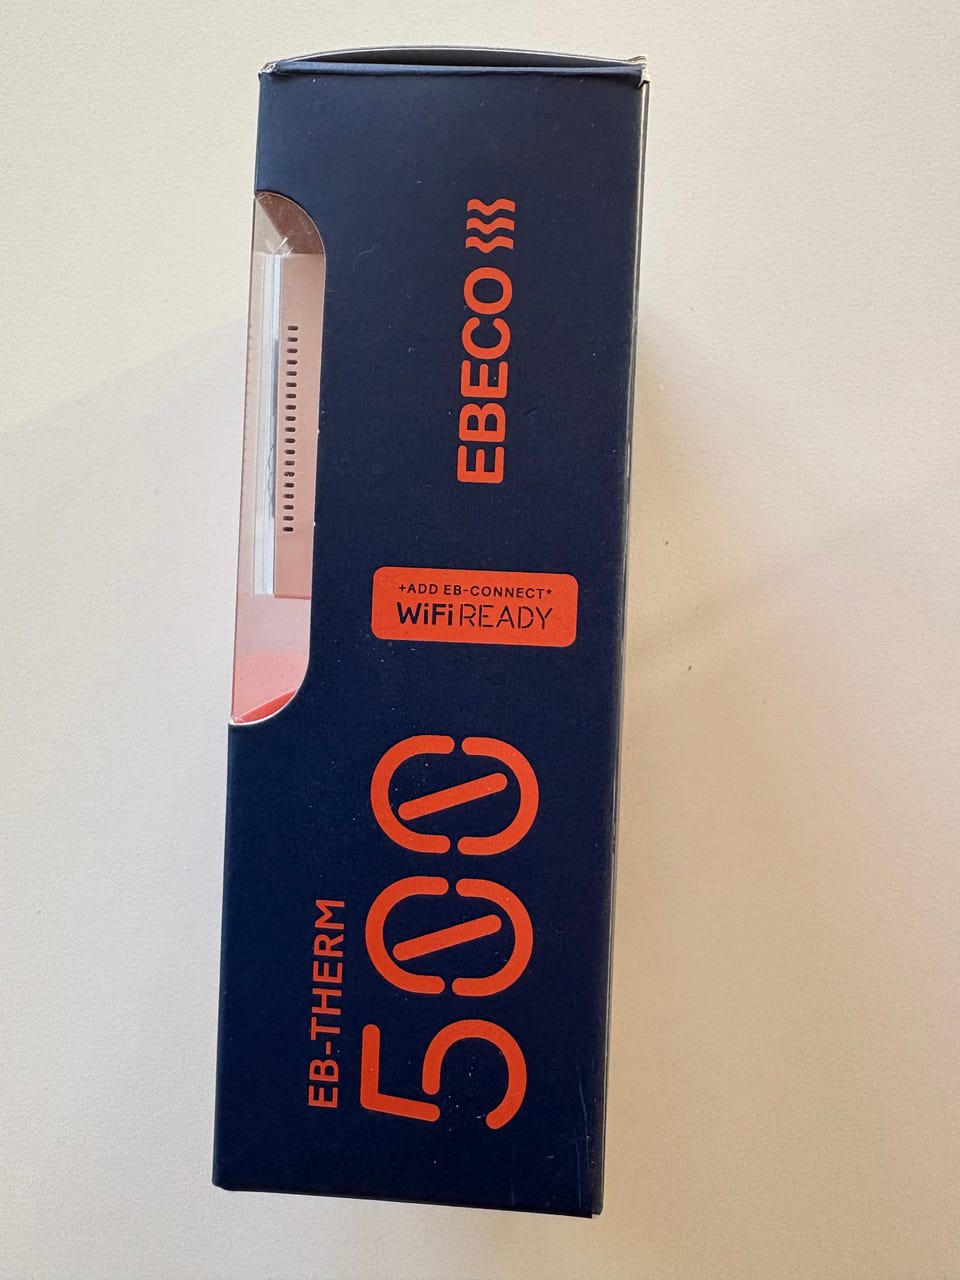 EB-THERM
500
+ADD EB-CONNECT*
WiFi READY
EBECO